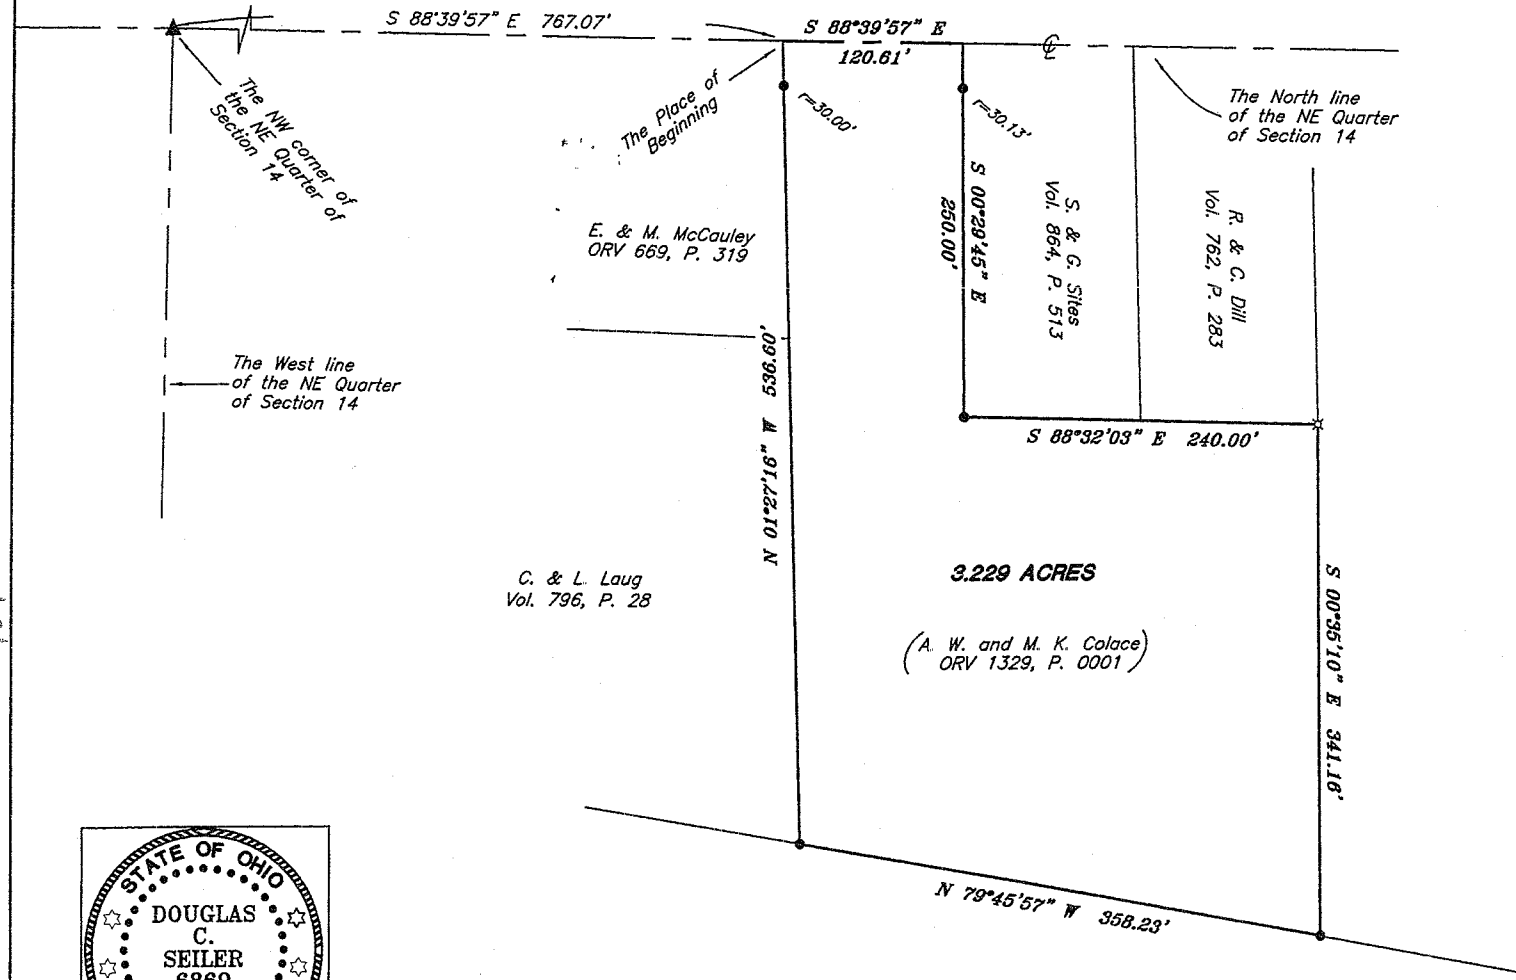 S 88°39'57" E 767.07'
S 88°39'57" E
120.61'
℄
The NW corner of
the NE Quarter of
Section 14
The Place of
Beginning
r=30.00'
r=30.13'
The North line
of the NE Quarter
of Section 14
S 00°29'45" E
250.00'
S. & G. Sites
Vol. 864, P. 513
R. & C. Dill
Vol. 762, P. 283
E. & M. McCauley
ORV 669, P. 319
The West line
of the NE Quarter
of Section 14
N 01°27'16" W 539.60'
S 88°32'03" E 240.00'
C. & L. Laug
Vol. 796, P. 28
3.229 ACRES
(A. W. and M. K. Colace)
ORV 1329, P. 0001)
S 00°35'10" E 341.16'
N 79°45'57" W 358.23'
STATE OF OHIO
DOUGLAS
C.
SEILER
6869